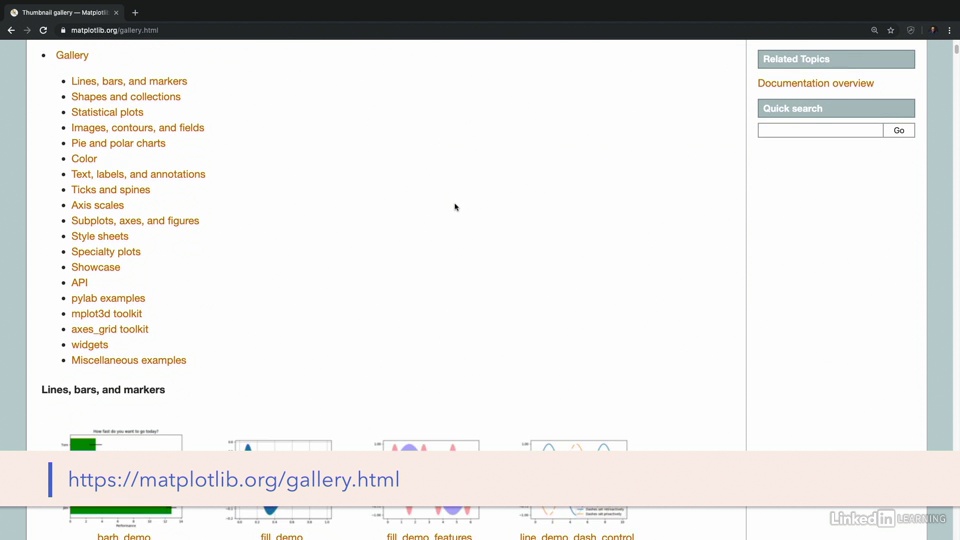 Thumbnail gallery — Matplotli
matplotlib.org/gallery.html
Gallery
Lines, bars, and markers
Shapes and collections
Statistical plots
Images, contours, and fields
Pie and polar charts
Color
Text, labels, and annotations
Ticks and spines
Axis scales
Subplots, axes, and figures
Style sheets
Specialty plots
Showcase
API
pylab examples
mplot3d toolkit
axes_grid toolkit
widgets
Miscellaneous examples
Related Topics
Documentation overview
Quick search
Go
Lines, bars, and markers
How fast do you want to go today?
https://matplotlib.org/gallery.html
Performance
barh_demo
fill_demo
fill_demo_features
line_demo_dash_control
Linked in LEARNING